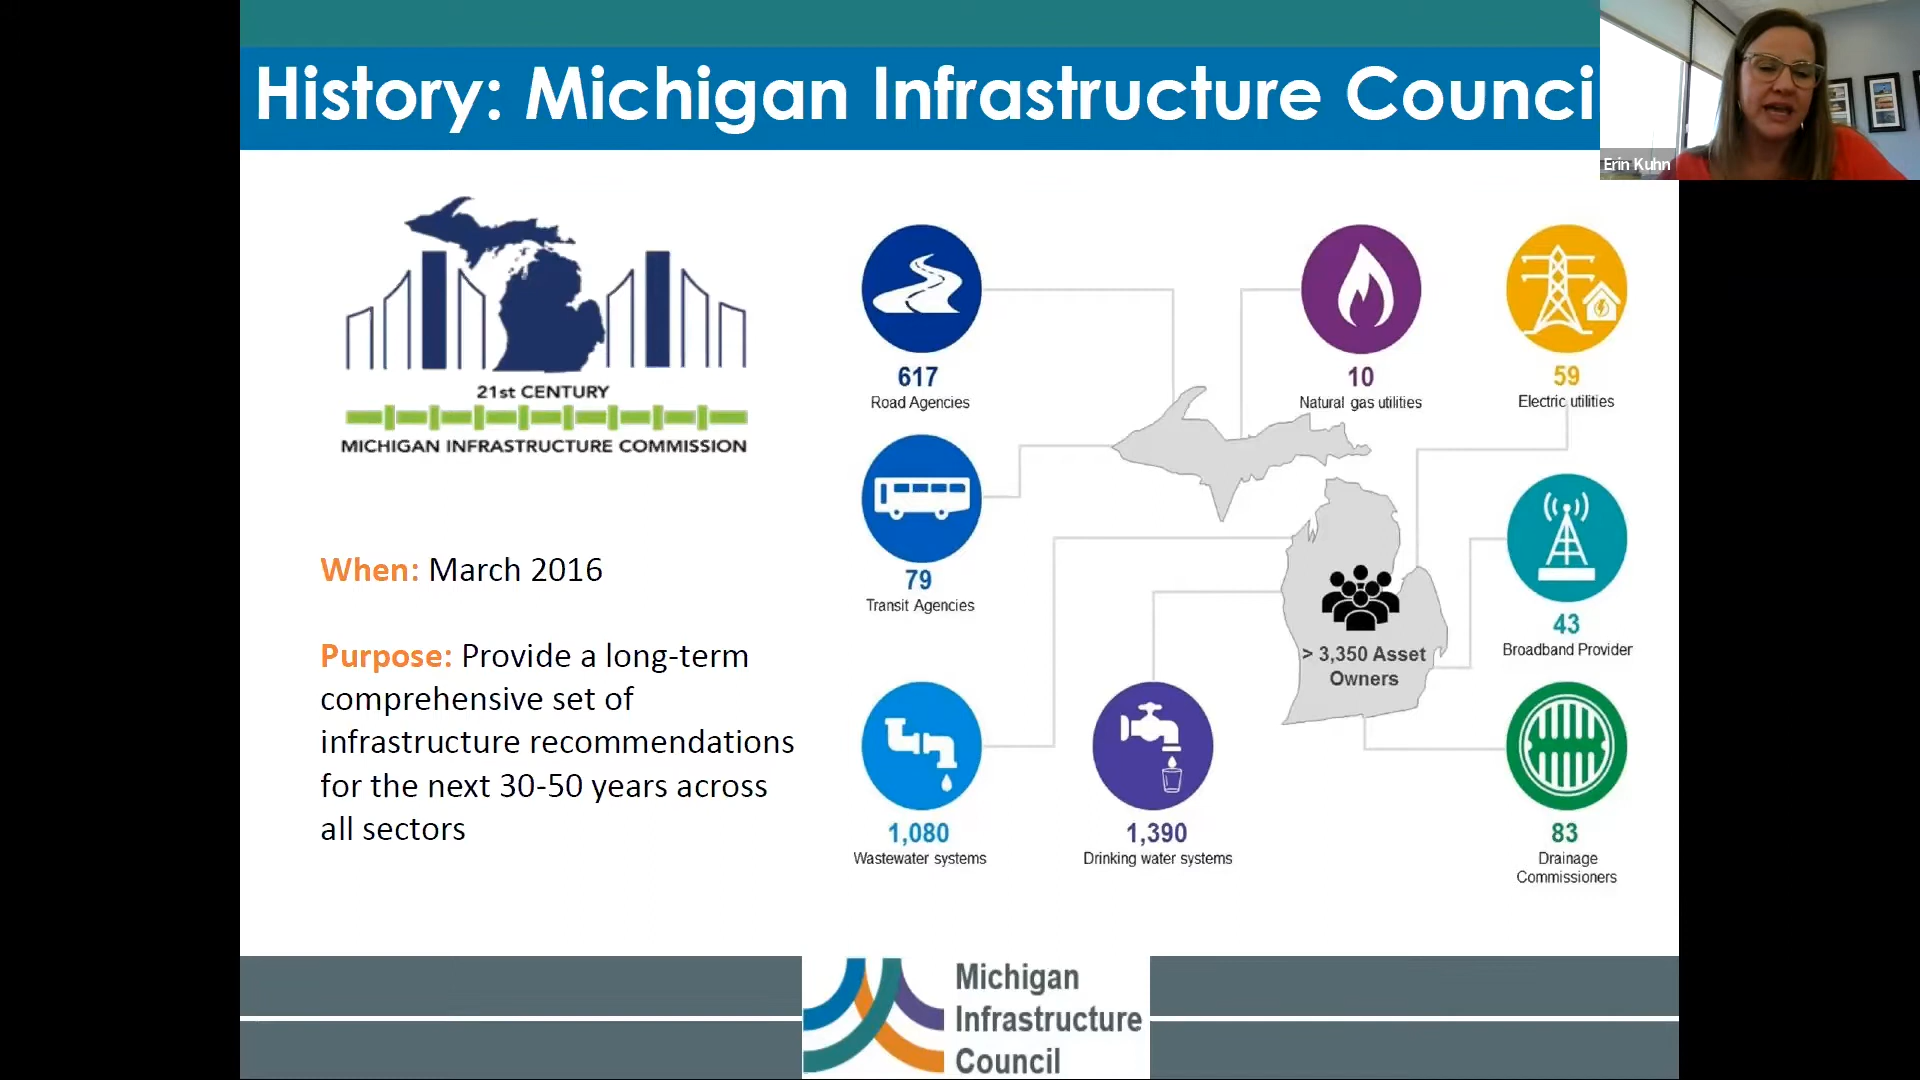 History: Michigan Infrastructure Counci
Erin Kuhn
21st CENTURY
MICHIGAN INFRASTRUCTURE COMMISSION
When: March 2016
Purpose: Provide a long-term
comprehensive set of
infrastructure recommendations
for the next 30-50 years across
all sectors
617
Road Agencies
10
Natural gas utilities
59
Electric utilities
79
Transit Agencies
43
Broadband Provider
> 3,350 Asset
Owners
1,080
Wastewater systems
1,390
Drinking water systems
83
Drainage
Commissioners
Michigan
Infrastructure
Council